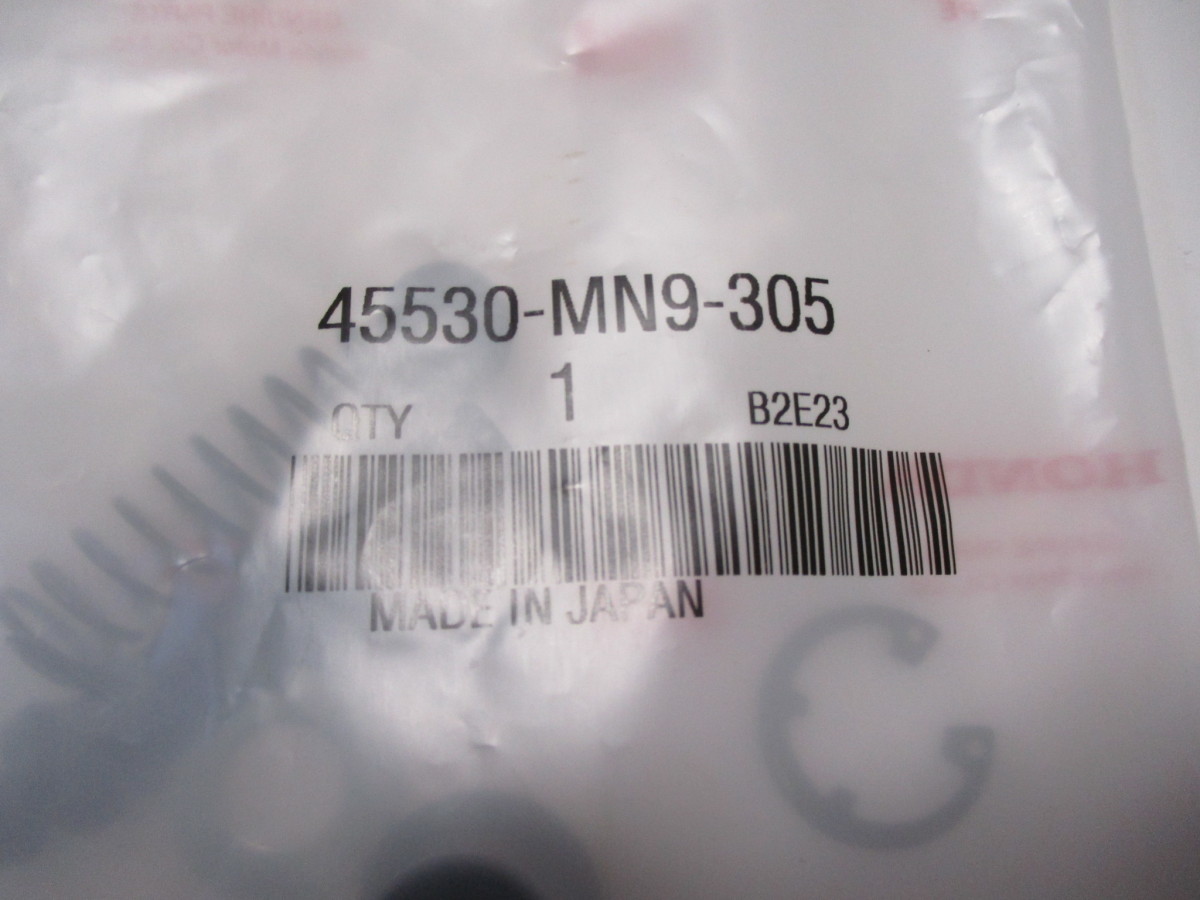 45530-MN9-305
1
QTY B2E23
MADE IN JAPAN